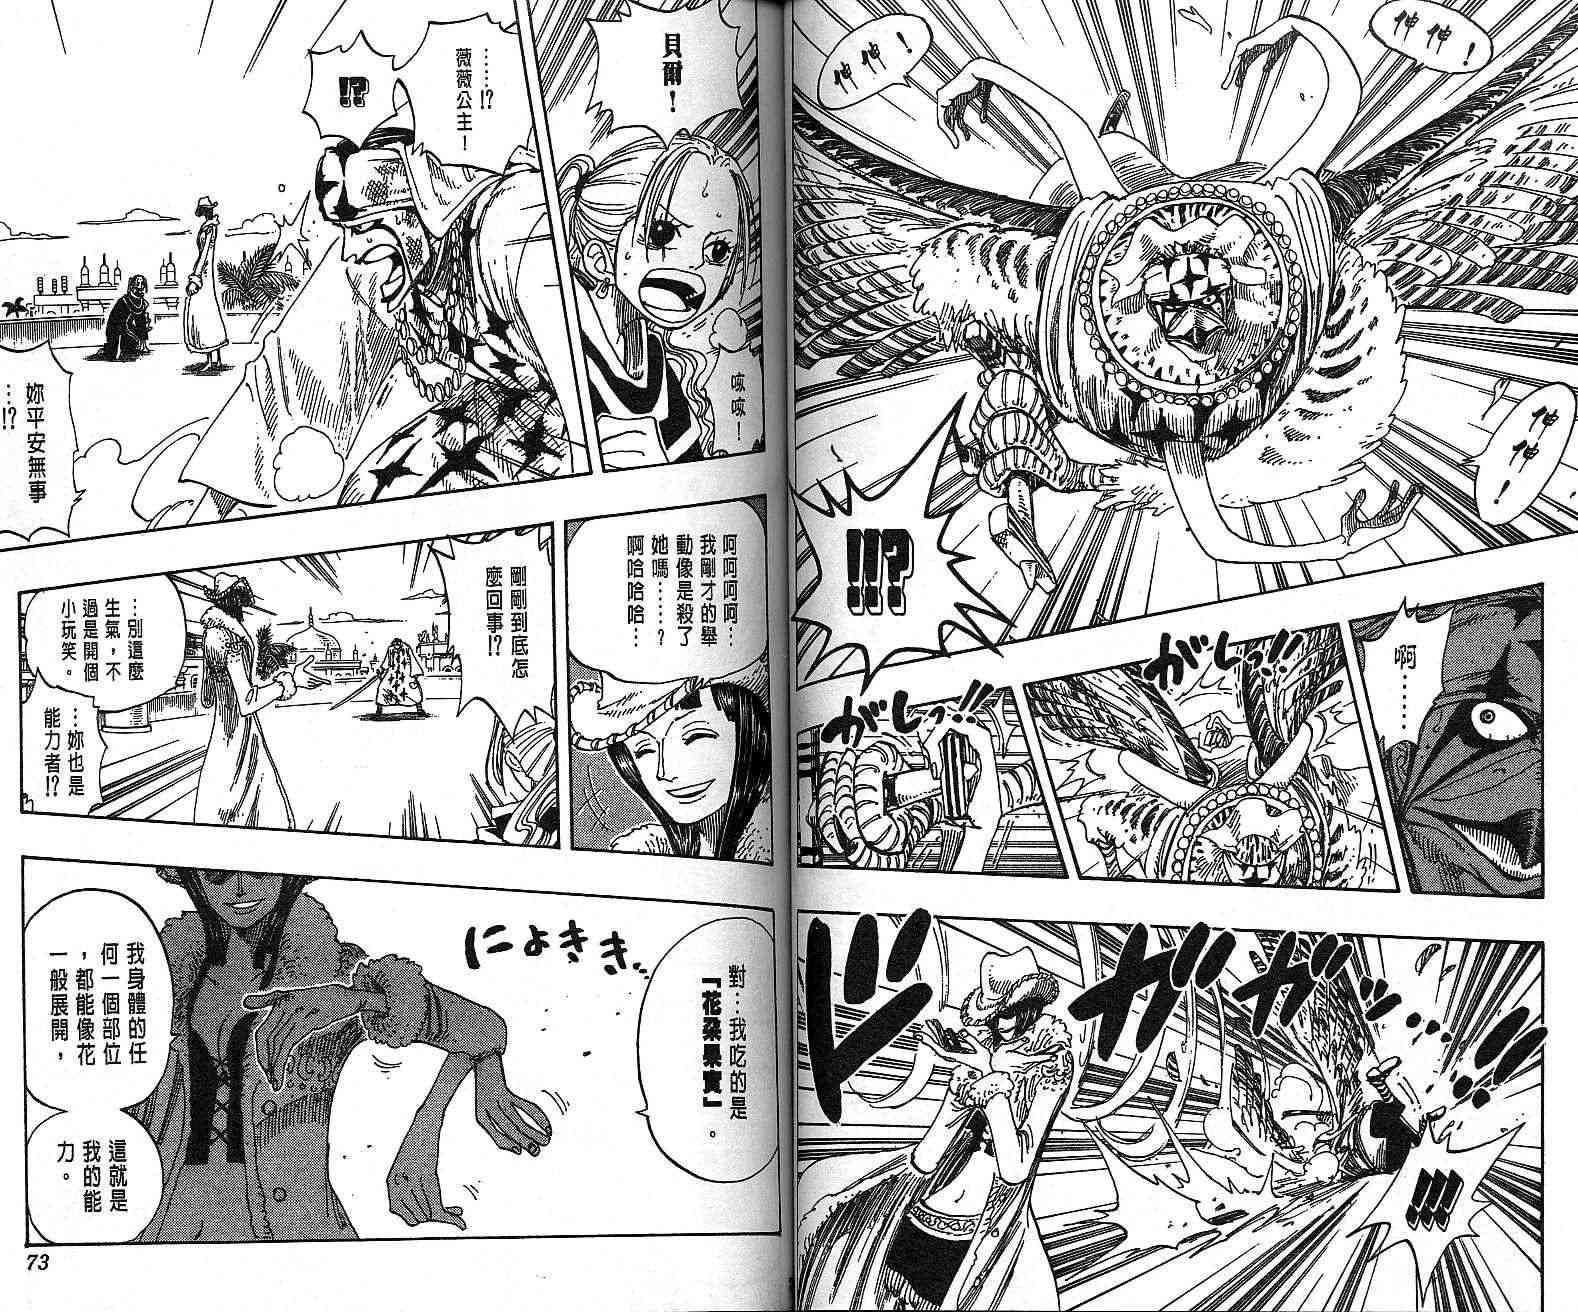 伸伸！
伸伸！
伸伸！
!!?
啊
……
がしっ!!
がしっ!!
ガガガッ…
ドドド
!!!
貝爾！
咳咳！
……!?
薇薇公主！
!?
妳平安無事
…!?
呵呵呵呵…
我剛才的舉
動像是殺了
她嗎……？
啊哈哈哈…
剛剛到底怎
麼回事!?
…別這麼
生氣，不
過是開個
小玩笑。
…妳也是
能力者!?
對…我吃的是
『花朵果實』。
にょきき…
我身體的任
何一個部位
，都能像花
一般展開，
這就是
我的能
力。
73